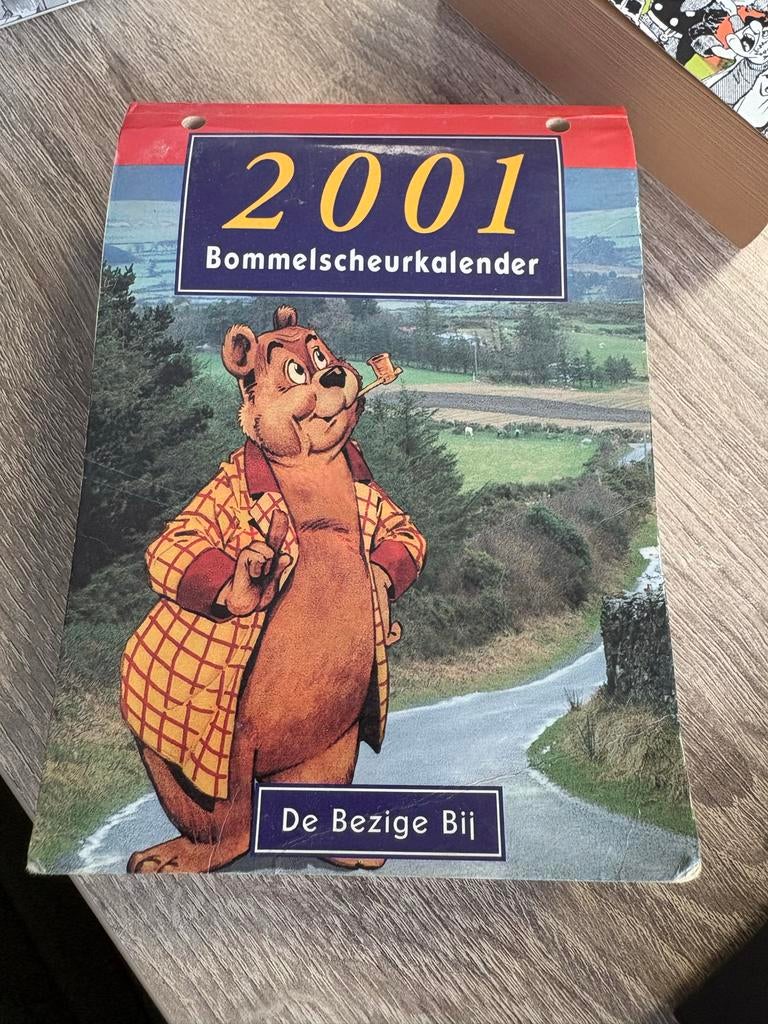 2001
Bommelscheurkalender
De Bezige Bij